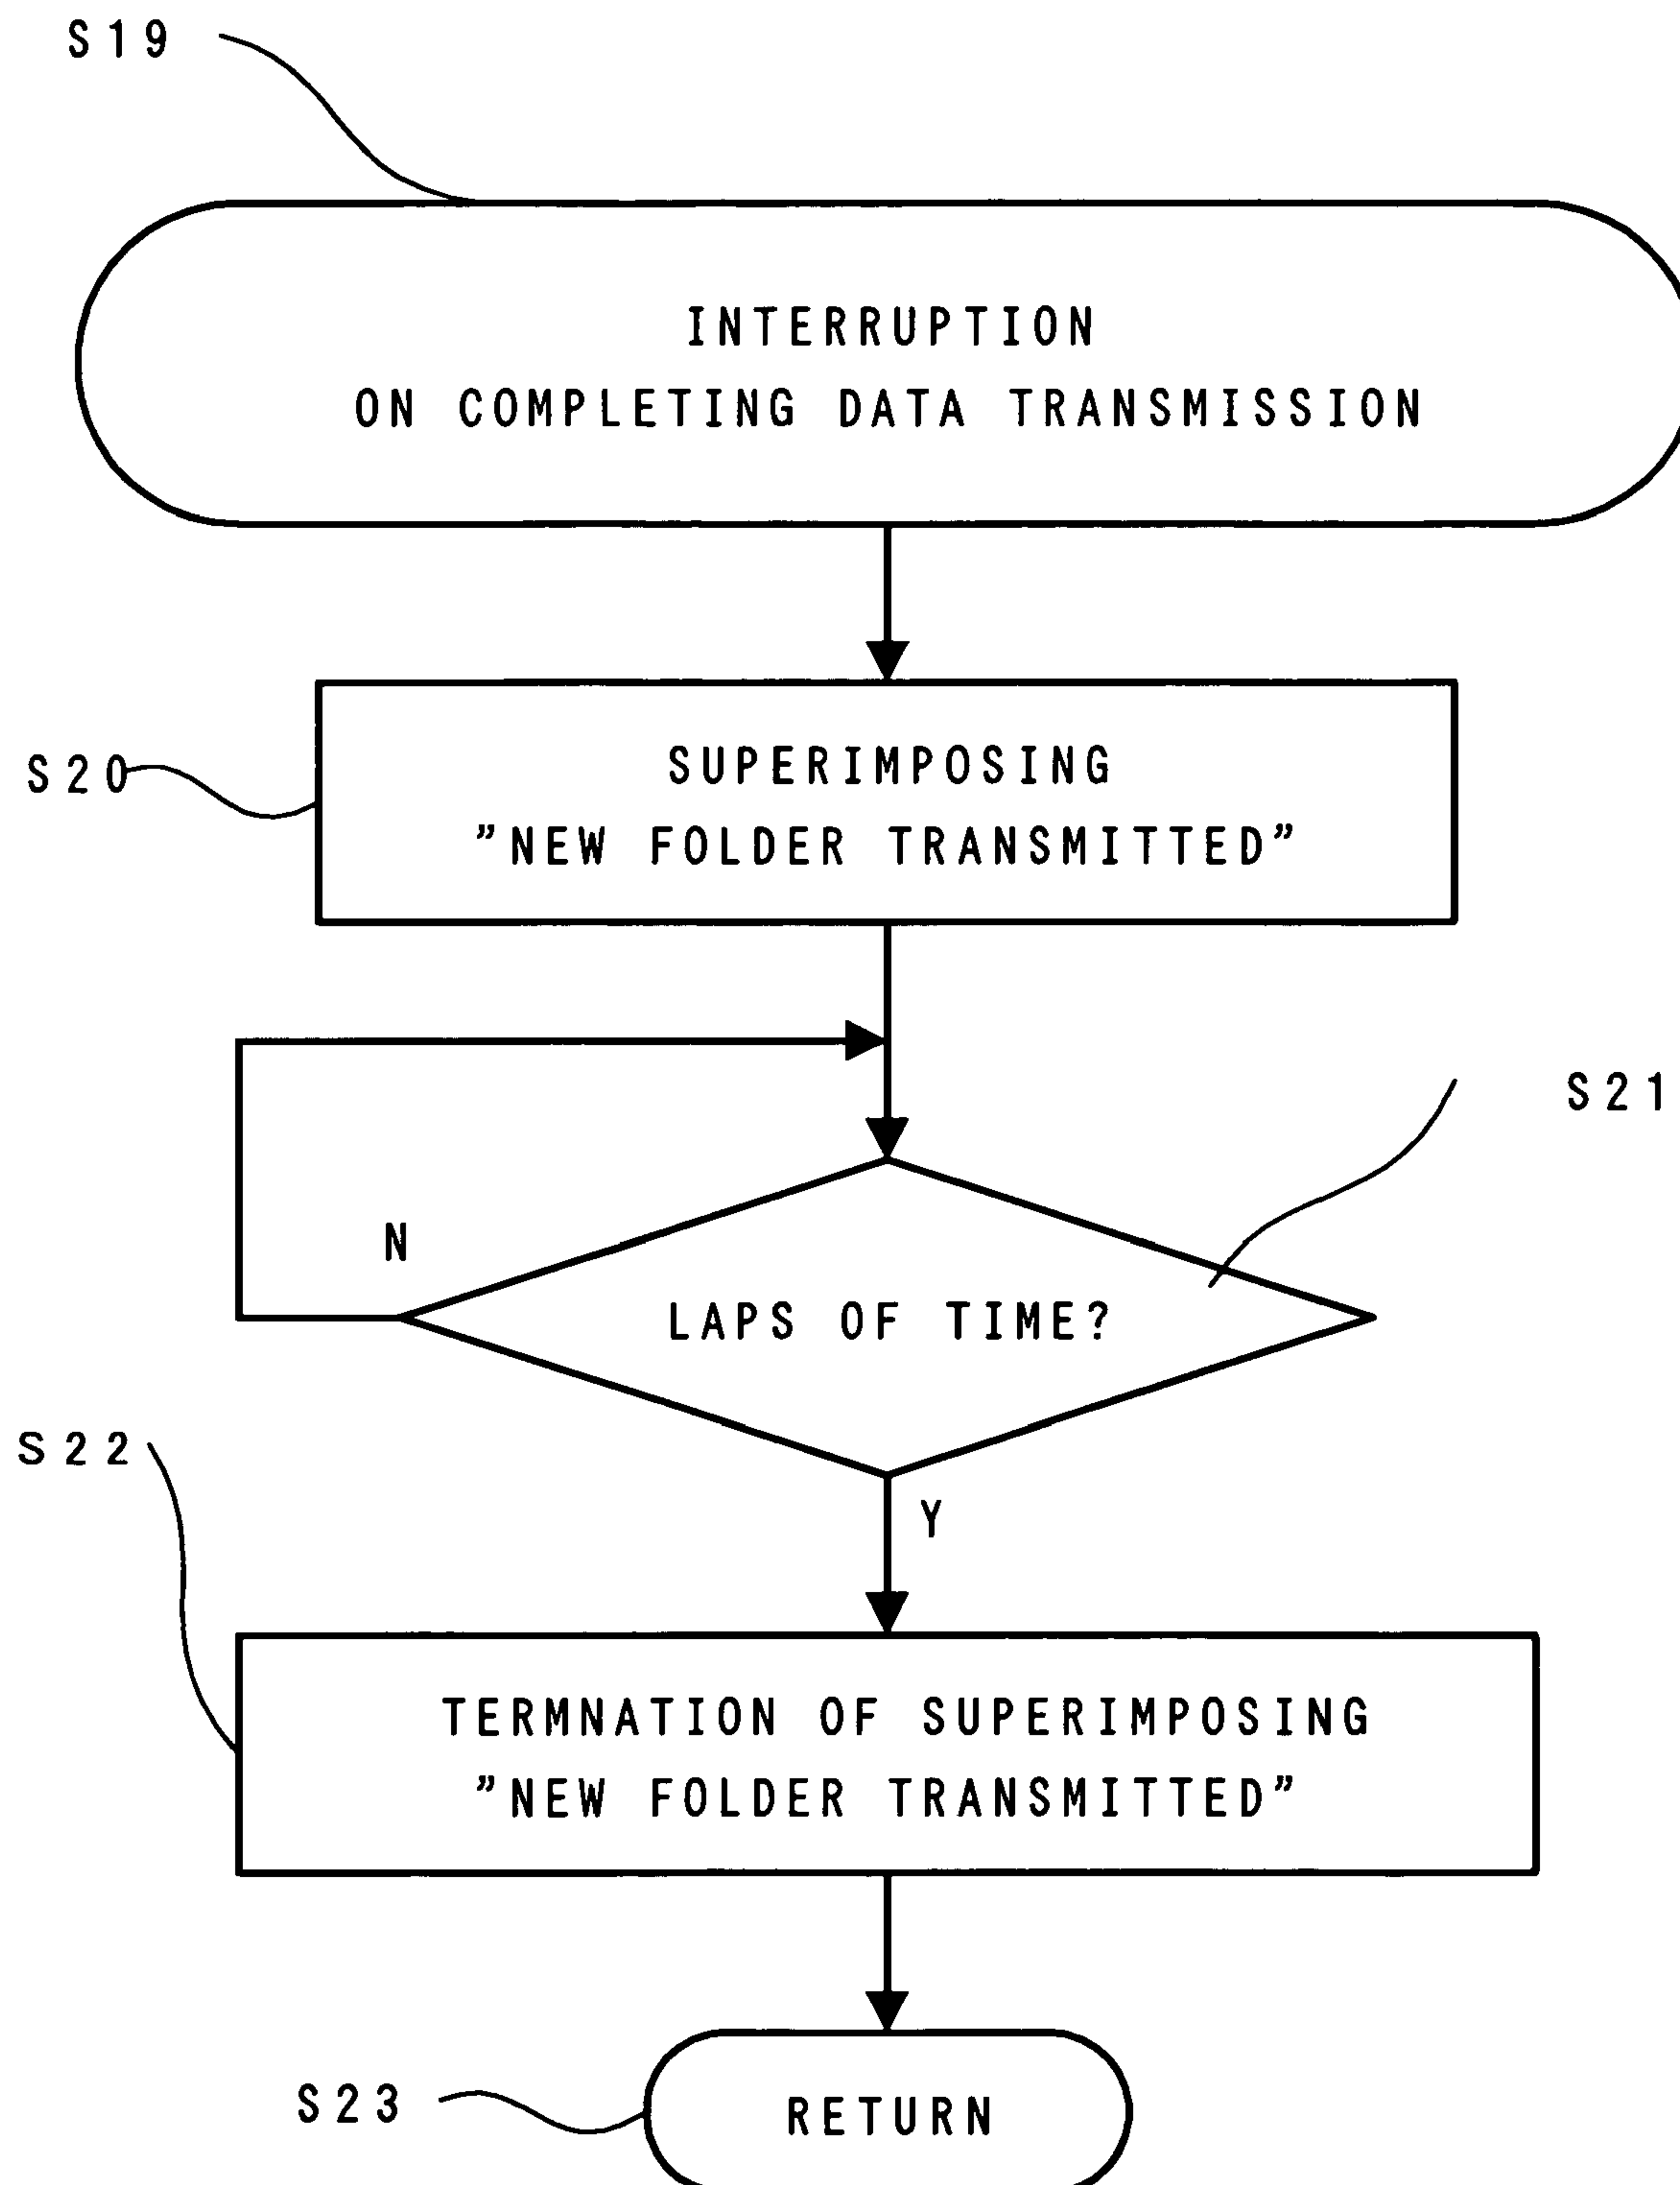 S19
INTERRUPTION
ON COMPLETING DATA TRANSMISSION
S20
SUPERIMPOSING
”NEW FOLDER TRANSMITTED”
S21
N
LAPS OF TIME?
S22
Y
TERMNATION OF SUPERIMPOSING
”NEW FOLDER TRANSMITTED”
S23
RETURN